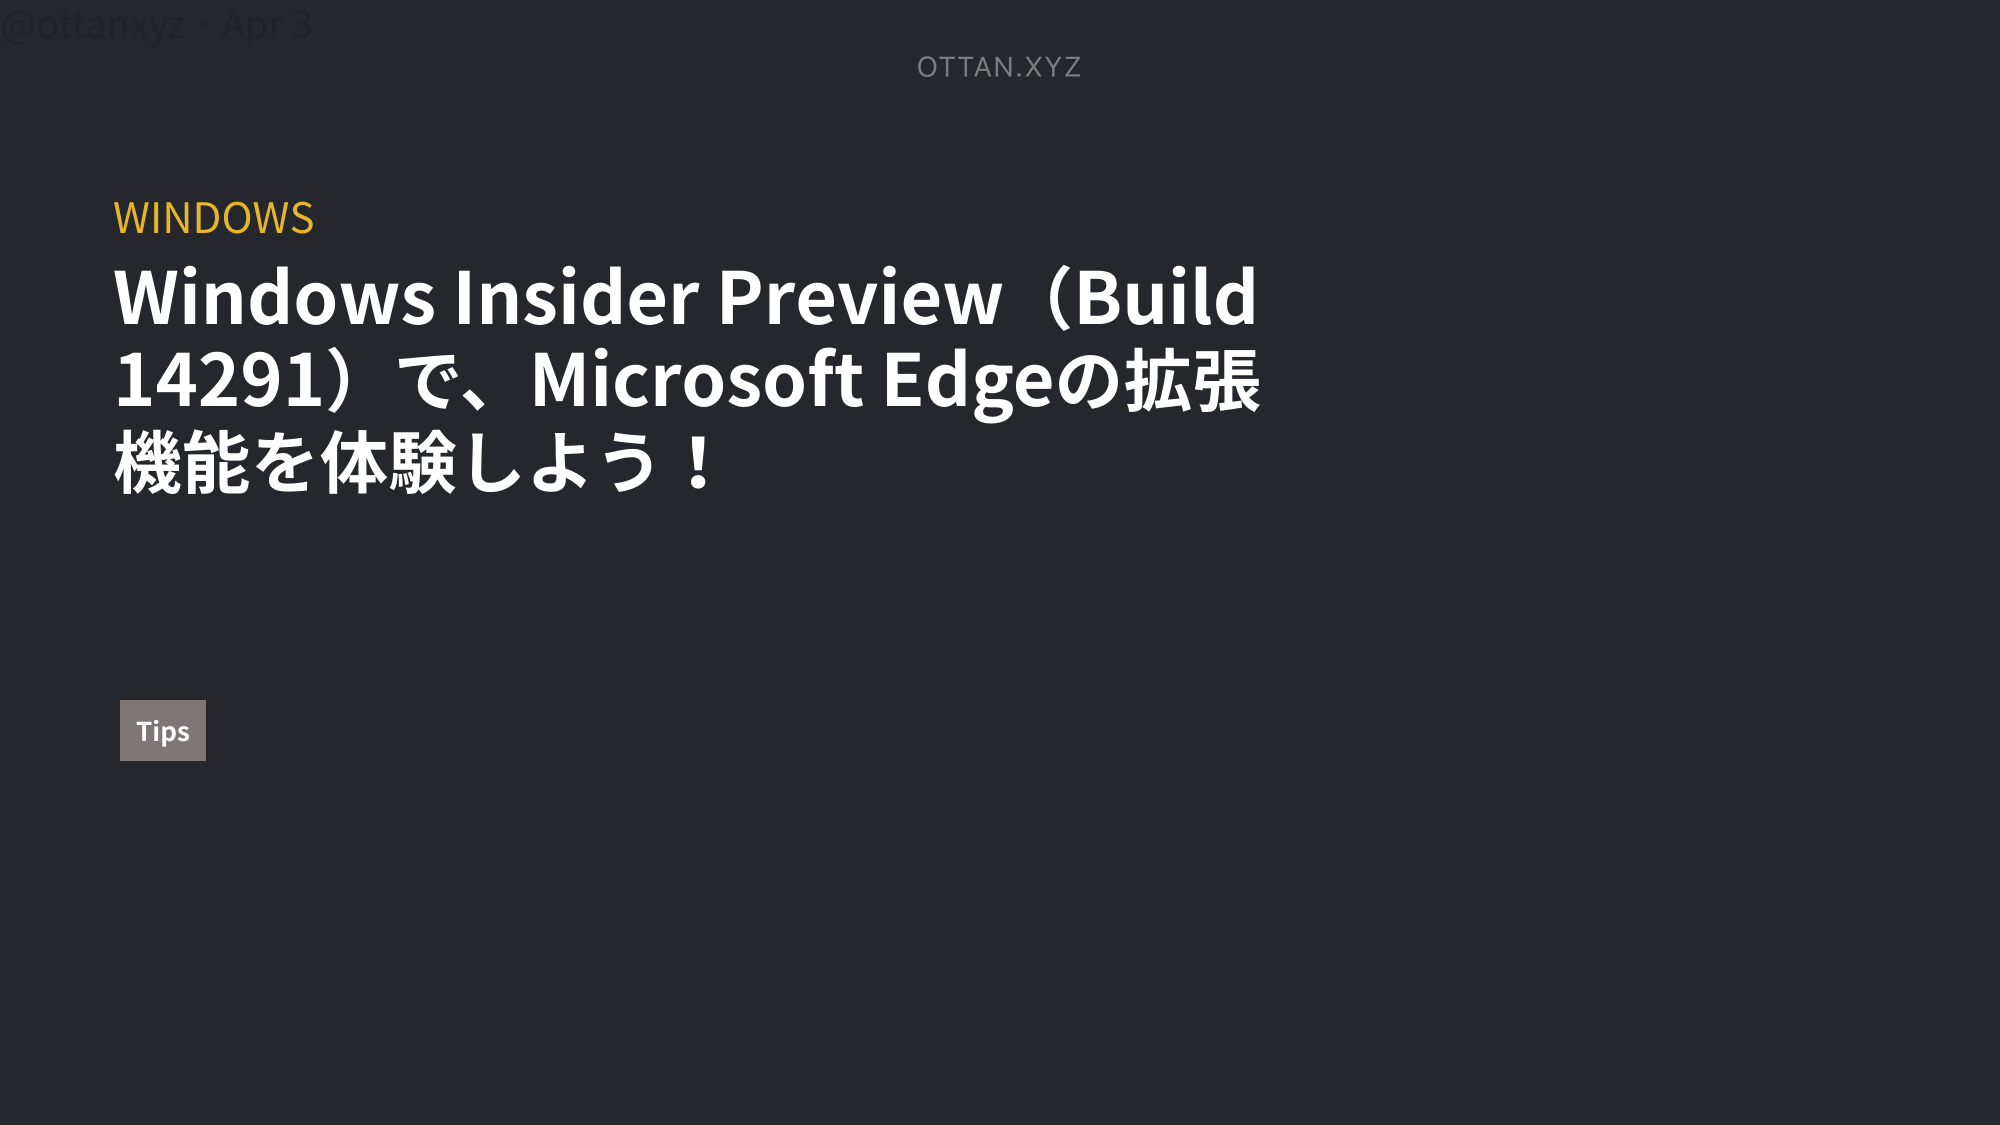 @ottanxyz・Apr 3
OTTAN.XYZ
WINDOWS
Windows Insider Preview（Build
14291）で、Microsoft Edgeの拡張
機能を体験しよう！
Tips